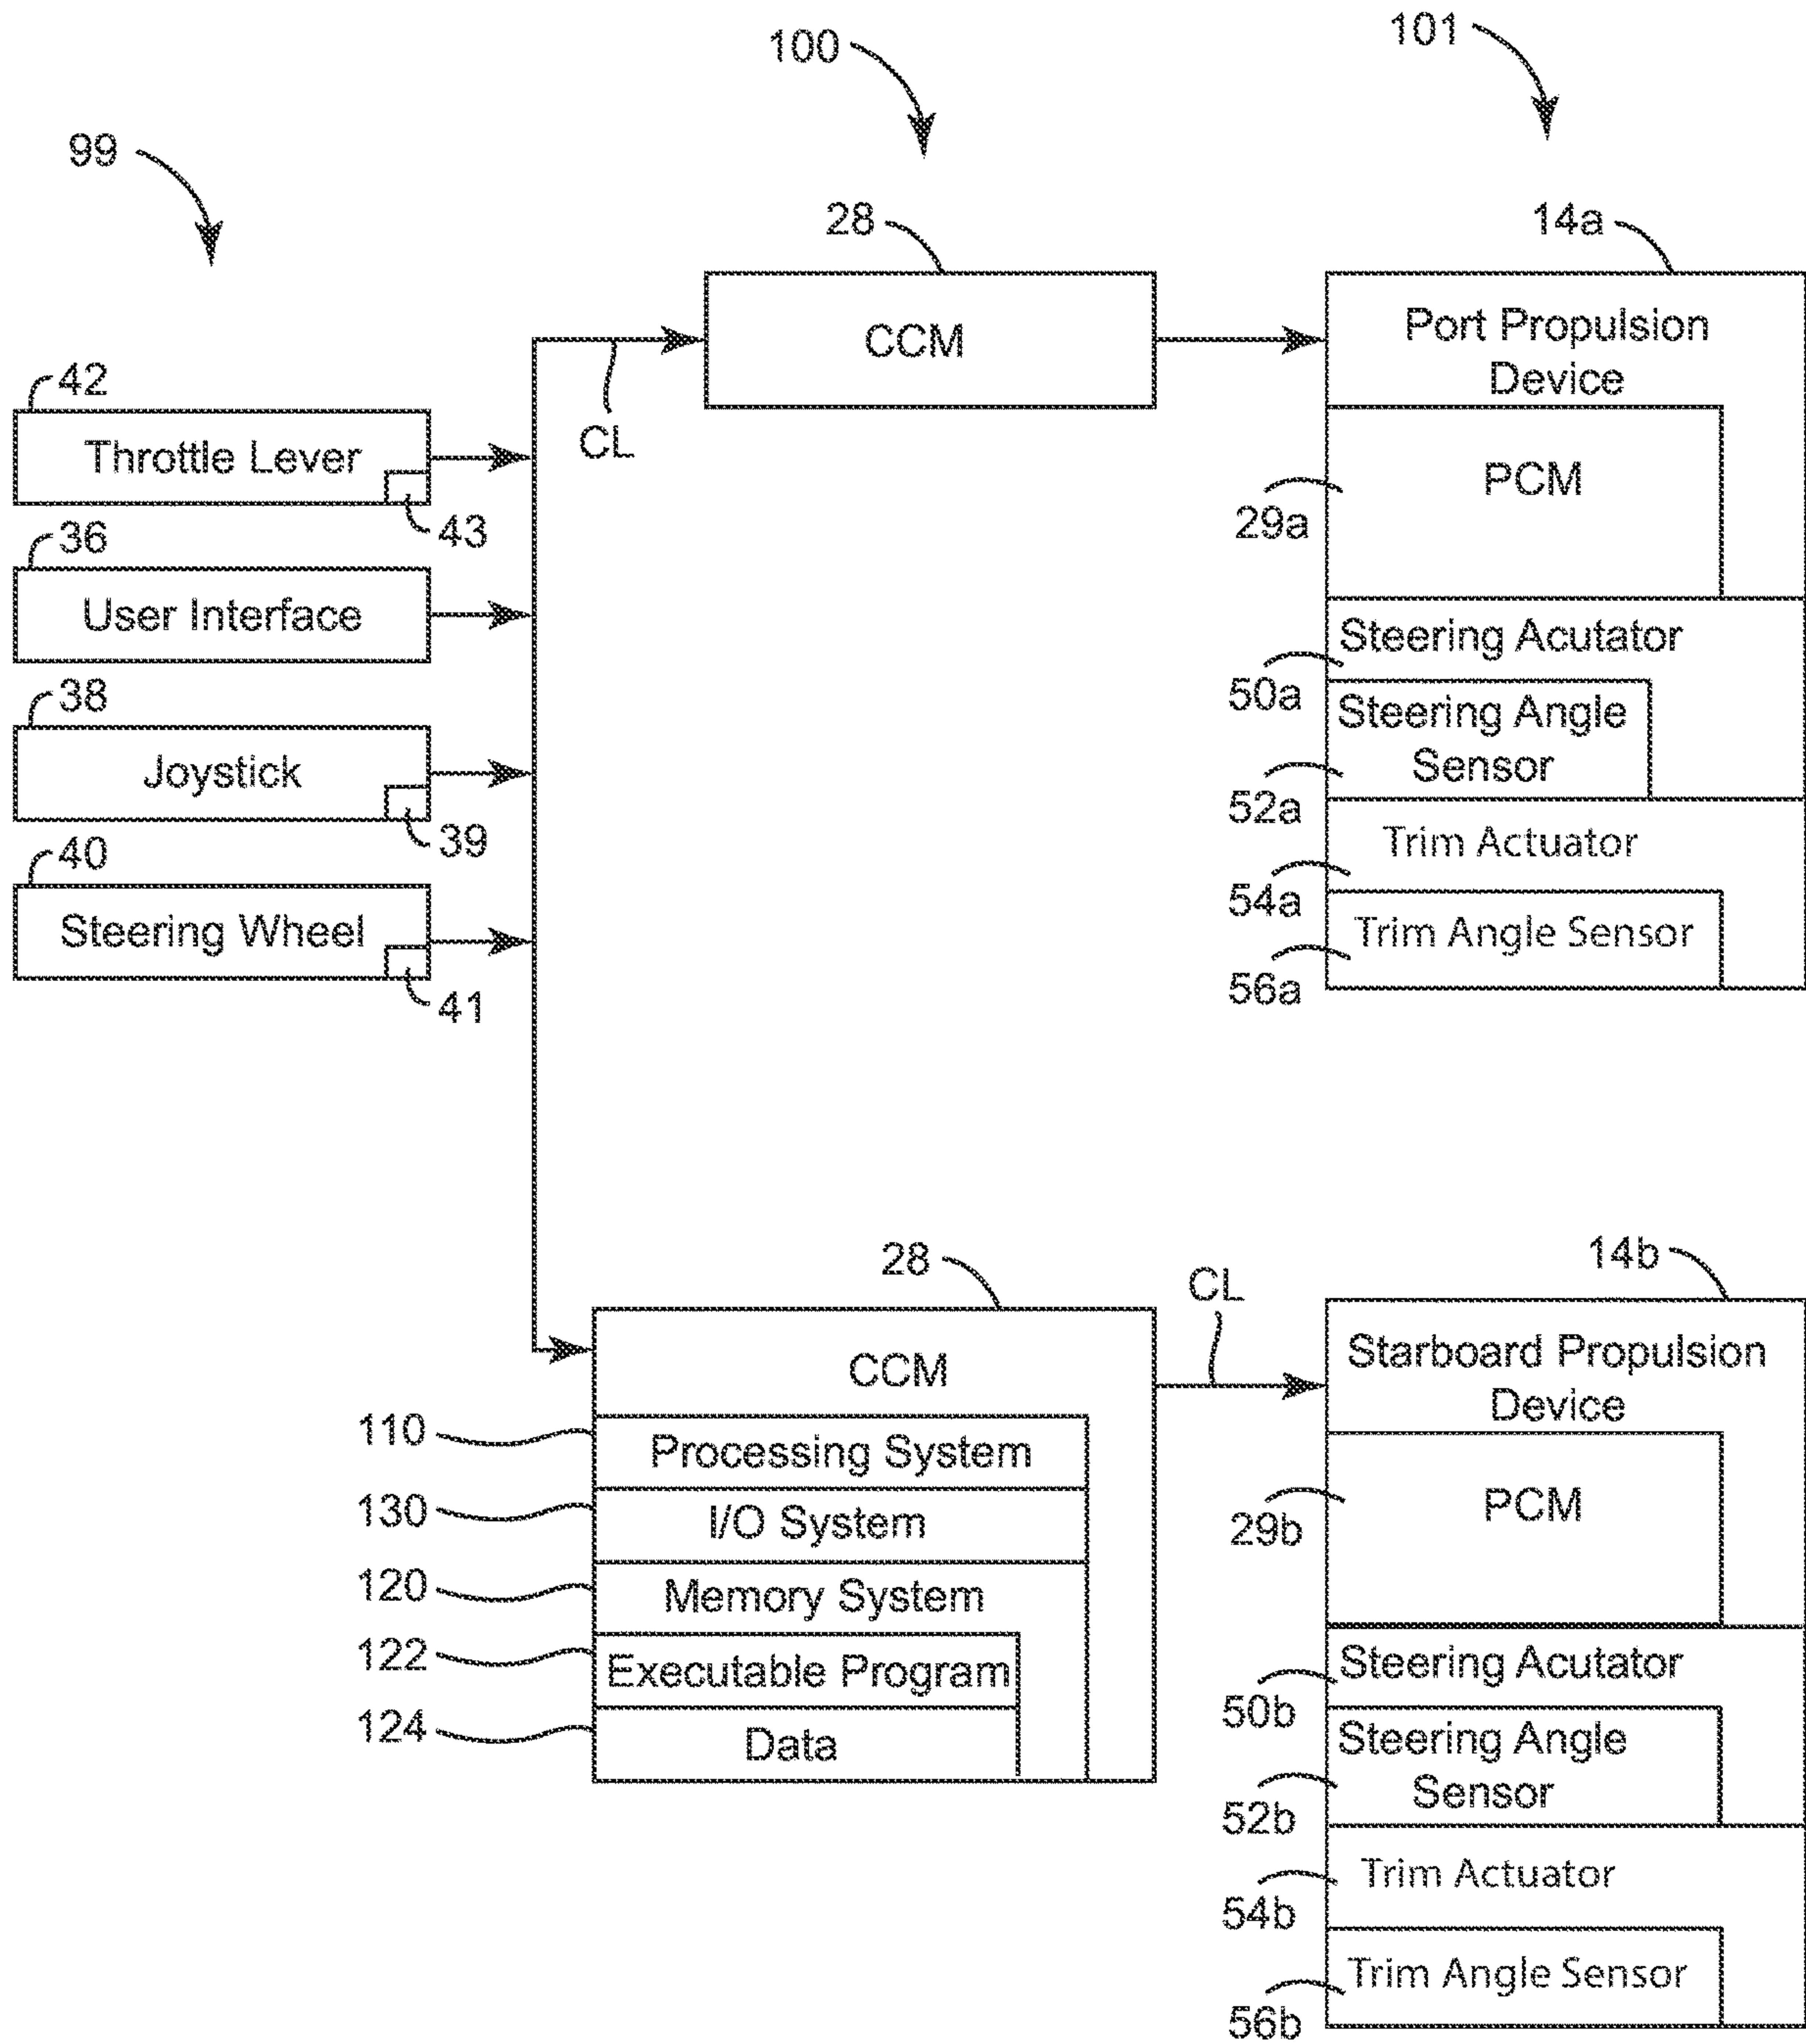 99
100
101
42
Throttle Lever
43
36
User Interface
38
Joystick
39
40
Steering Wheel
41
CL
28
CCM
14a
Port Propulsion
Device
PCM
29a
Steering Acutator
50a
Steering Angle
Sensor
52a
Trim Actuator
54a
Trim Angle Sensor
56a
28
CCM
110
Processing System
130
I/O System
120
Memory System
122
Executable Program
124
Data
CL
14b
Starboard Propulsion
Device
PCM
29b
Steering Acutator
50b
Steering Angle
Sensor
52b
Trim Actuator
54b
Trim Angle Sensor
56b